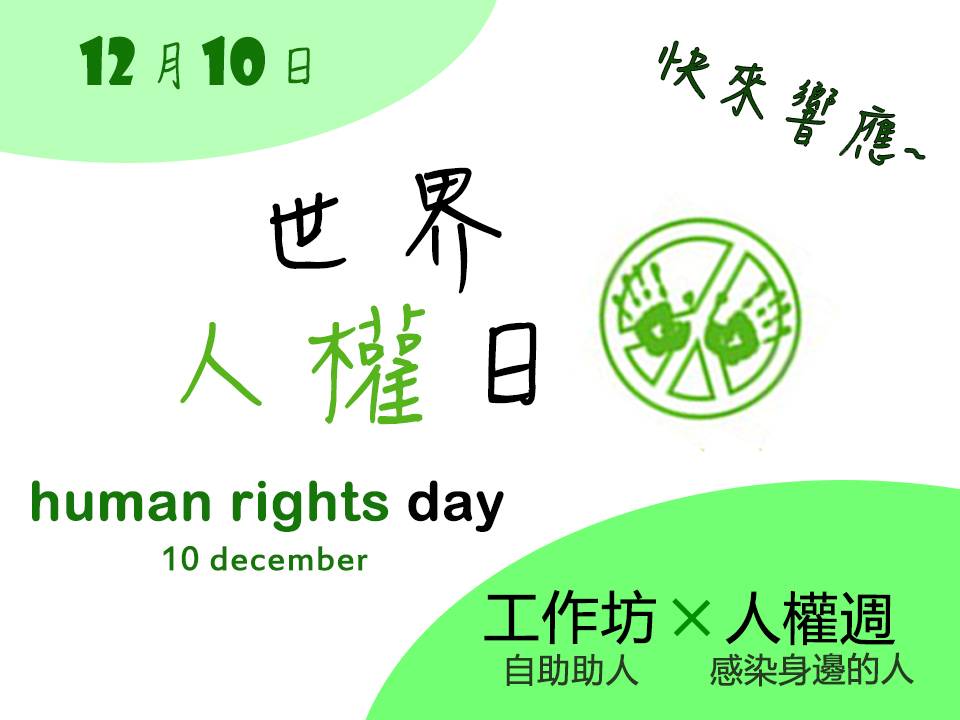 12月10日
快來響應~
世界
人權日
human rights day
10 december
工作坊×人權週
自助助人 感染身邊的人